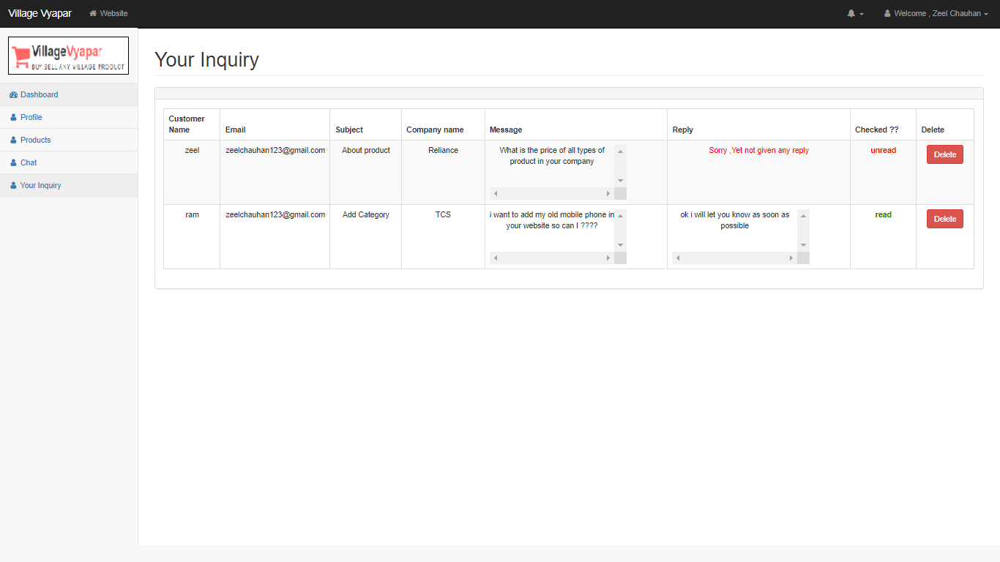 Village Vyapar Website Welcome , Zeel Chauhan
VillageVyapar
BUY SELL ANY VILLAGE PRODUCT
Dashboard
Profile
Products
Chat
Your Inquiry
Your Inquiry
Customer Name Email Subject Company name Message Reply Checked ?? Delete
zeel zeelchauhan123@gmail.com About product Reliance What is the price of all types of Sorry ,Yet not given any reply unread Delete
product in your company
ram zeelchauhan123@gmail.com Add Category TCS i want to add my old mobile phone in ok i will let you know as soon as read Delete
your website so can I ???? possible